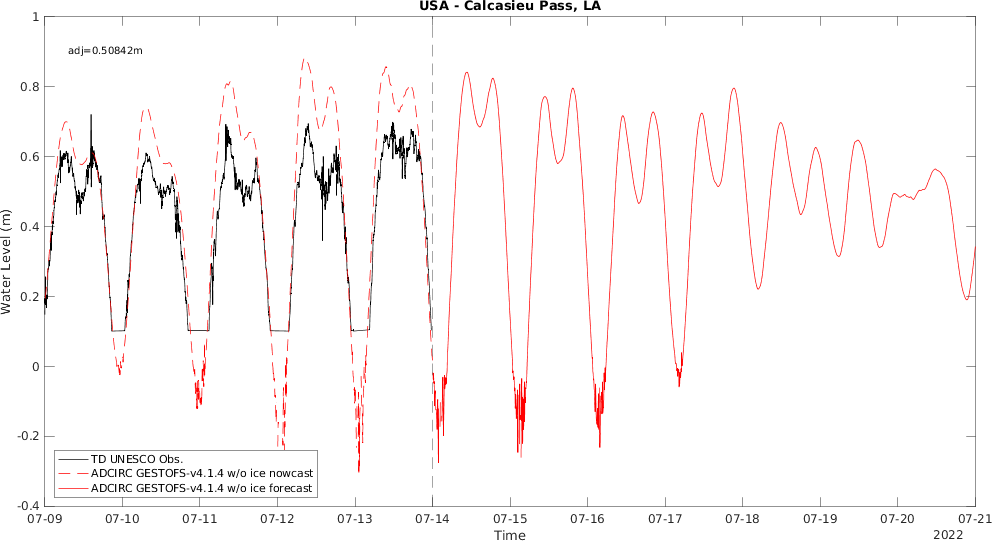 USA - Calcasieu Pass, LA
adj=0.50842m
1
0.8
0.6
0.4
0.2
0
-0.2
-0.4
Water Level (m)
TD UNESCO Obs.
ADCIRC GESTOFS-v4.1.4 w/o ice nowcast
ADCIRC GESTOFS-v4.1.4 w/o ice forecast
07-09 07-10 07-11 07-12 07-13 07-14 07-15 07-16 07-17 07-18 07-19 07-20 07-21
Time
2022